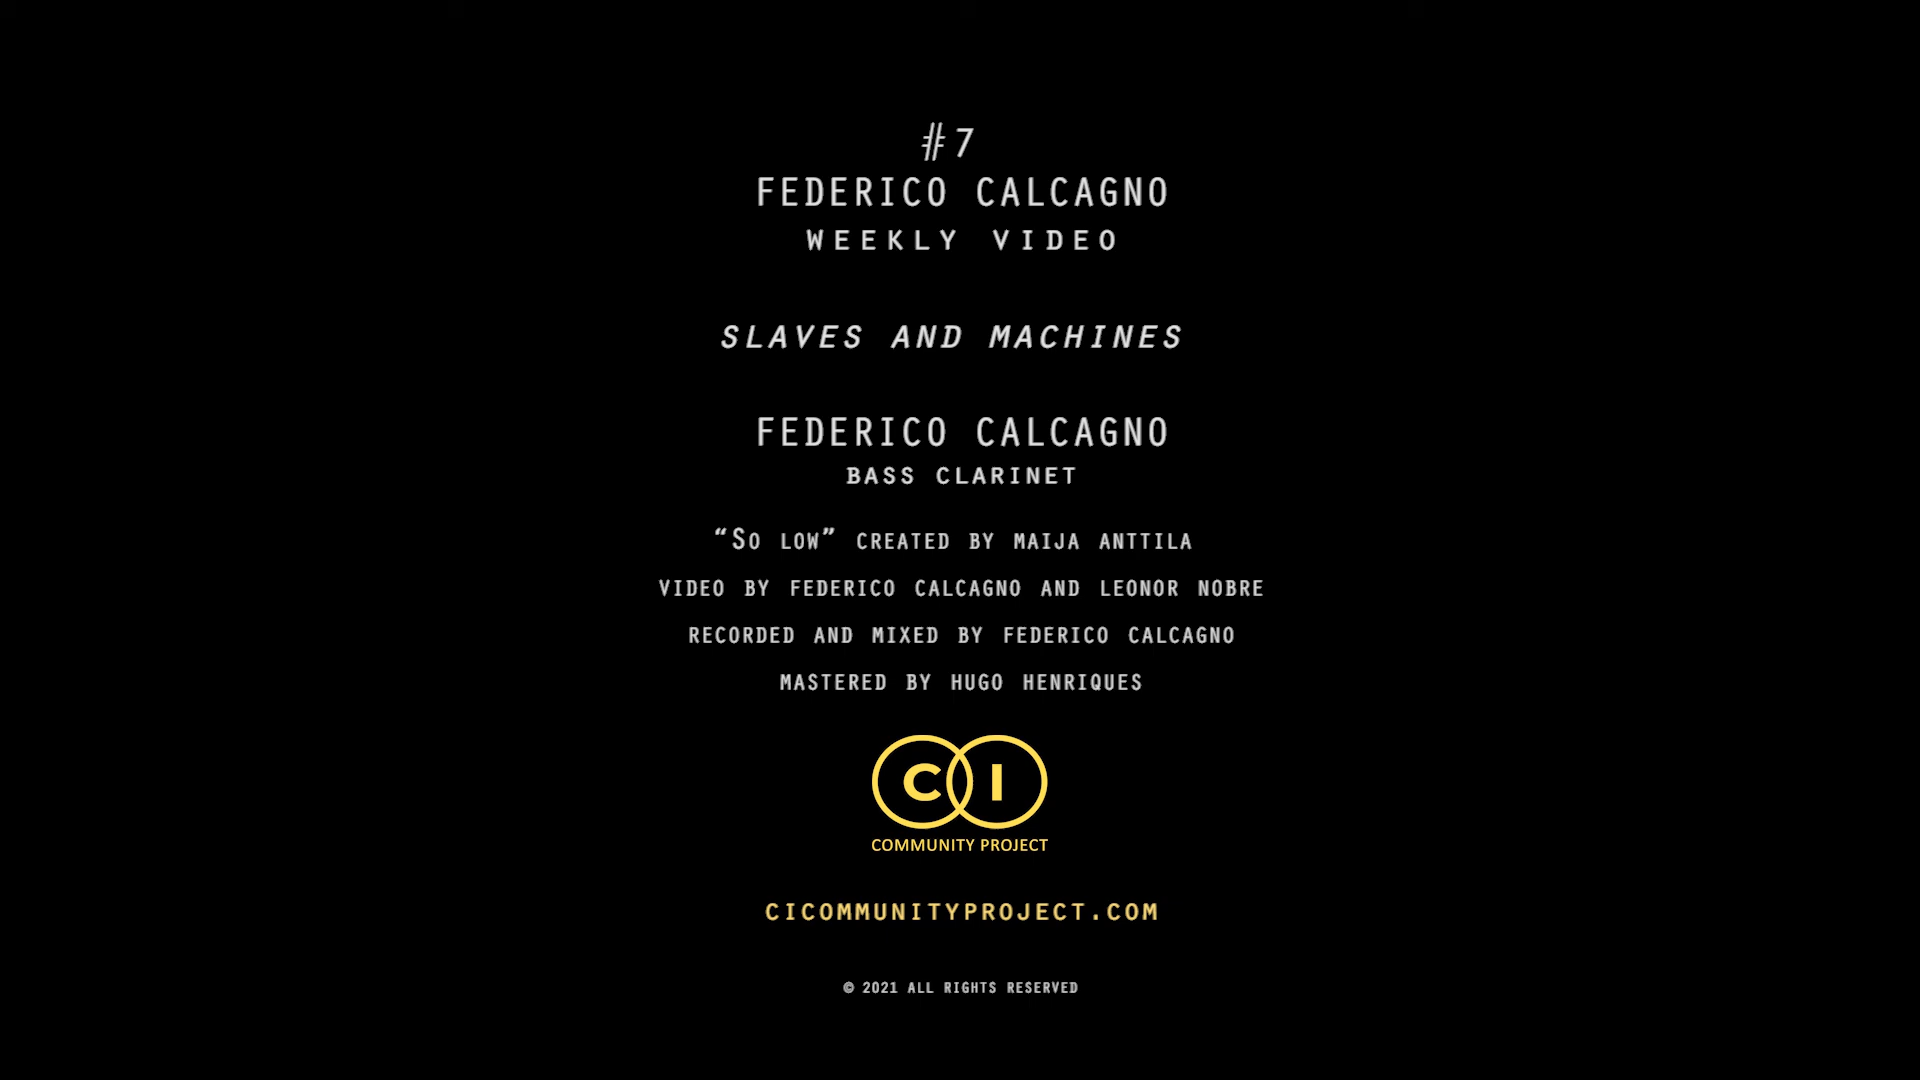 #7
FEDERICO CALCAGNO
WEEKLY VIDEO
SLAVES AND MACHINES
FEDERICO CALCAGNO
BASS CLARINET
“SO LOW” CREATED BY MAIJA ANTTILA
VIDEO BY FEDERICO CALCAGNO AND LEONOR NOBRE
RECORDED AND MIXED BY FEDERICO CALCAGNO
MASTERED BY HUGO HENRIQUES
C I
COMMUNITY PROJECT
CICOMMUNITYPROJECT.COM
© 2021 ALL RIGHTS RESERVED